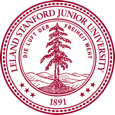 LELAND STANFORD JUNIOR UNIVERSITY
DIE LUFT DER FREIHEIT WEHT
1891